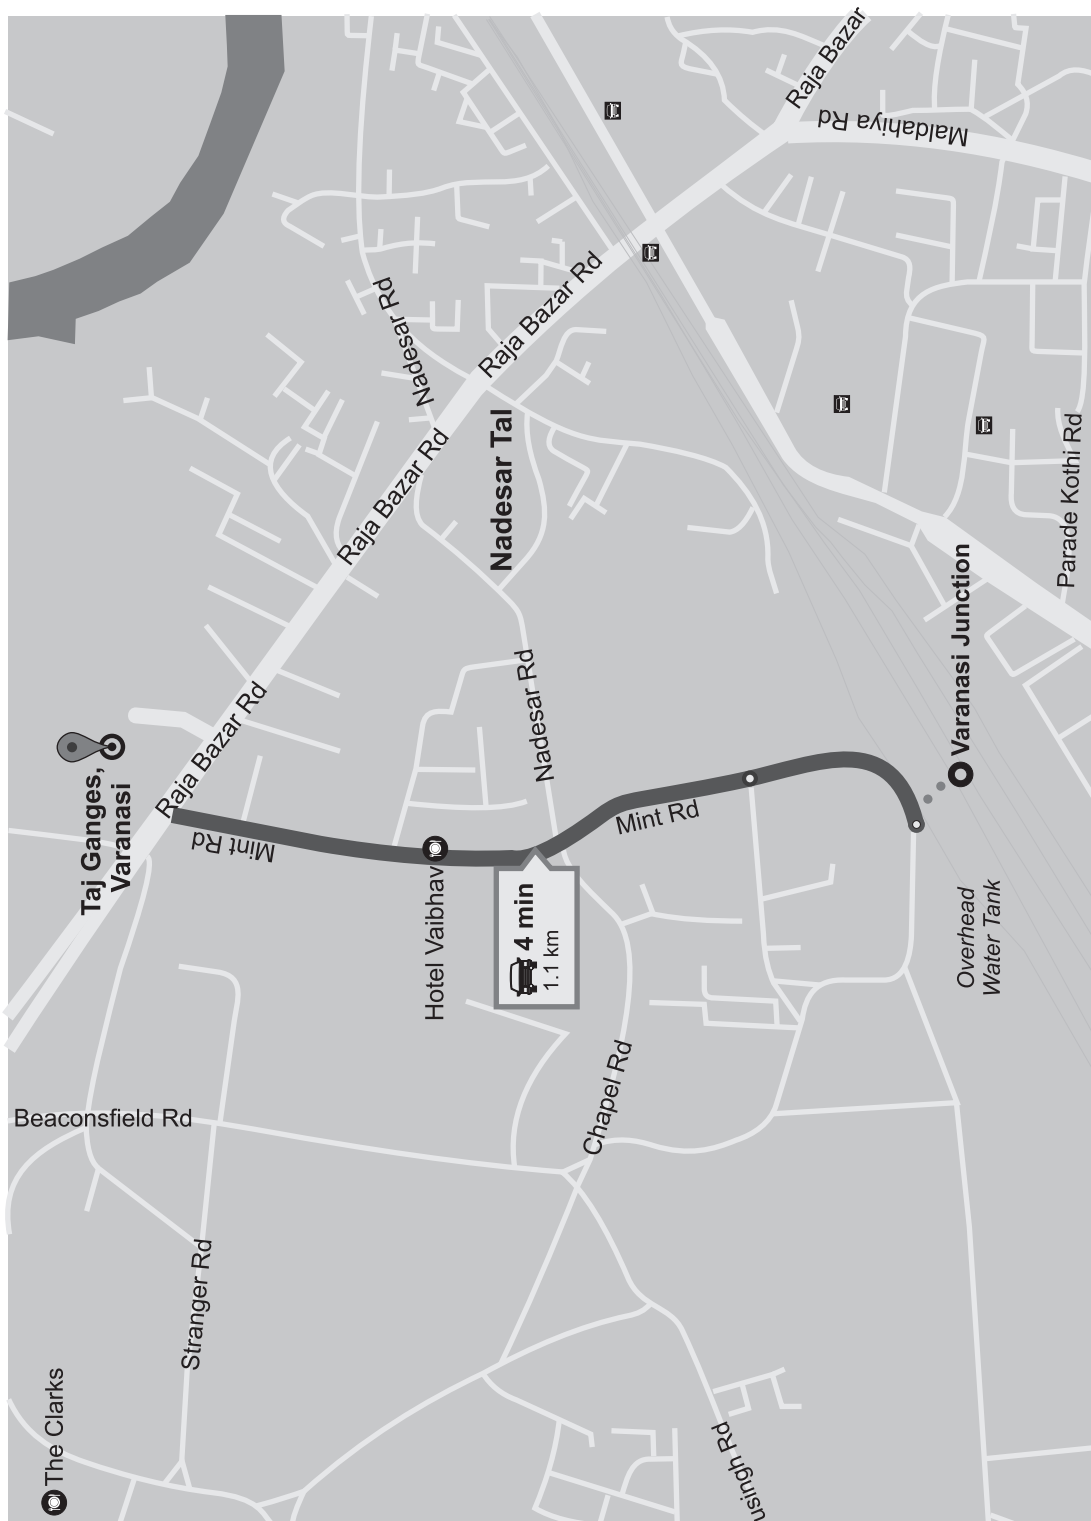 Raja Bazar
Maldahiya Rd
Raja Bazar Rd
Nadesar Rd
Raja Bazar Rd
Nadesar Tal
Parade Kothi Rd
Varanasi Junction
Nadesar Rd
Raja Bazar Rd
Taj Ganges,
Varanasi
Mint Rd
Mint Rd
Hotel Vaibhav
4 min
1.1 km
Overhead
Water Tank
Chapel Rd
Beaconsfield Rd
Stranger Rd
The Clarks
usingh Rd